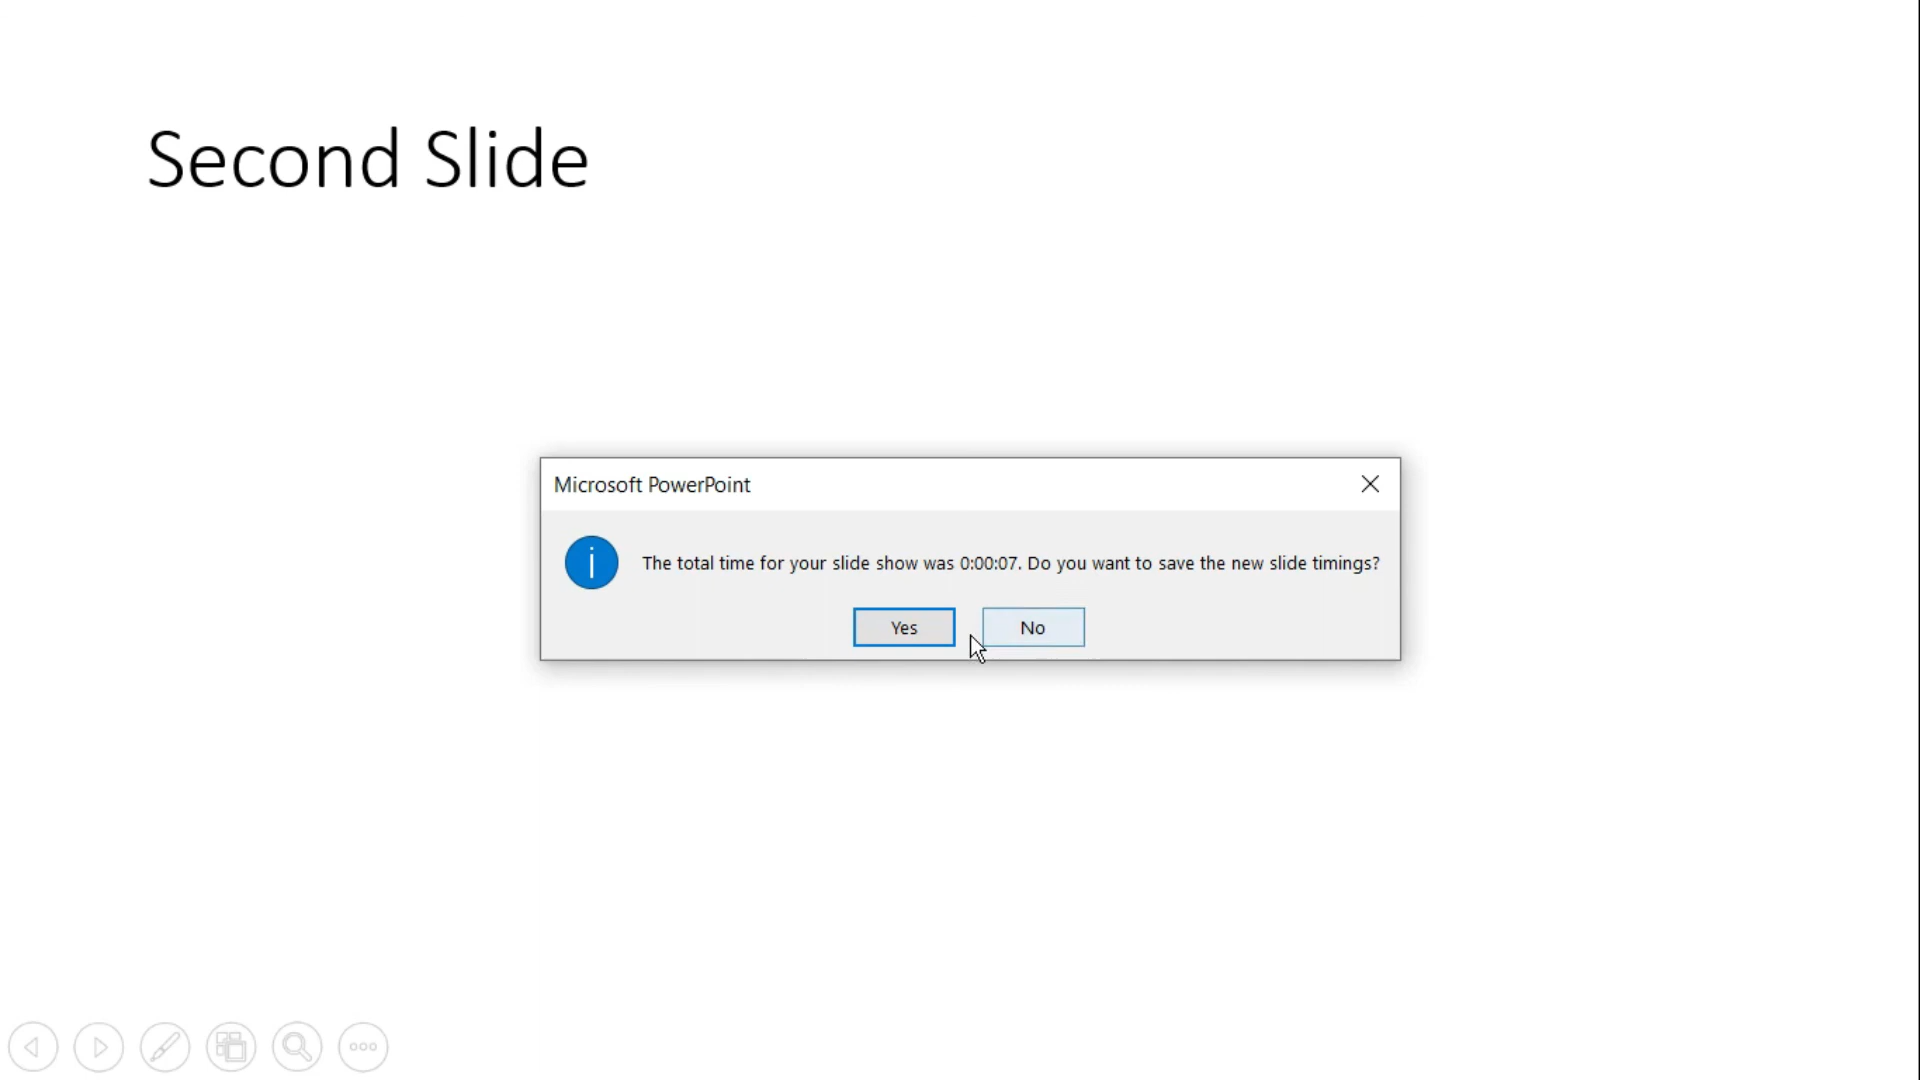 Second Slide
Microsoft PowerPoint
The total time for your slide show was 0:00:07. Do you want to save the new slide timings?
Yes
No